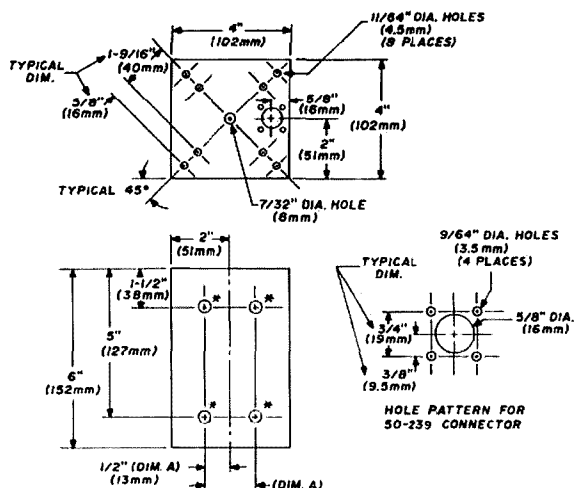 4"
(102mm)
11/64" DIA. HOLES
(4.5mm)
(8 PLACES)
1-9/16"
(40mm)
TYPICAL
DIM.
5/8"
(16mm)
5/8"
(16mm)
4"
(102mm)
2"
(51mm)
TYPICAL 45°
7/32" DIA. HOLE
(6mm)
2"
(51mm)
1-1/2"
(38mm)
* *
5"
(127mm)
6"
(152mm)
* *
1/2" (DIM. A)
(13mm)
(DIM. A)
9/64" DIA. HOLES
(3.5mm)
(4 PLACES)
TYPICAL
DIM.
5/8" DIA.
(16mm)
3/4"
(19mm)
3/8"
(9.5mm)
HOLE PATTERN FOR
SO-239 CONNECTOR